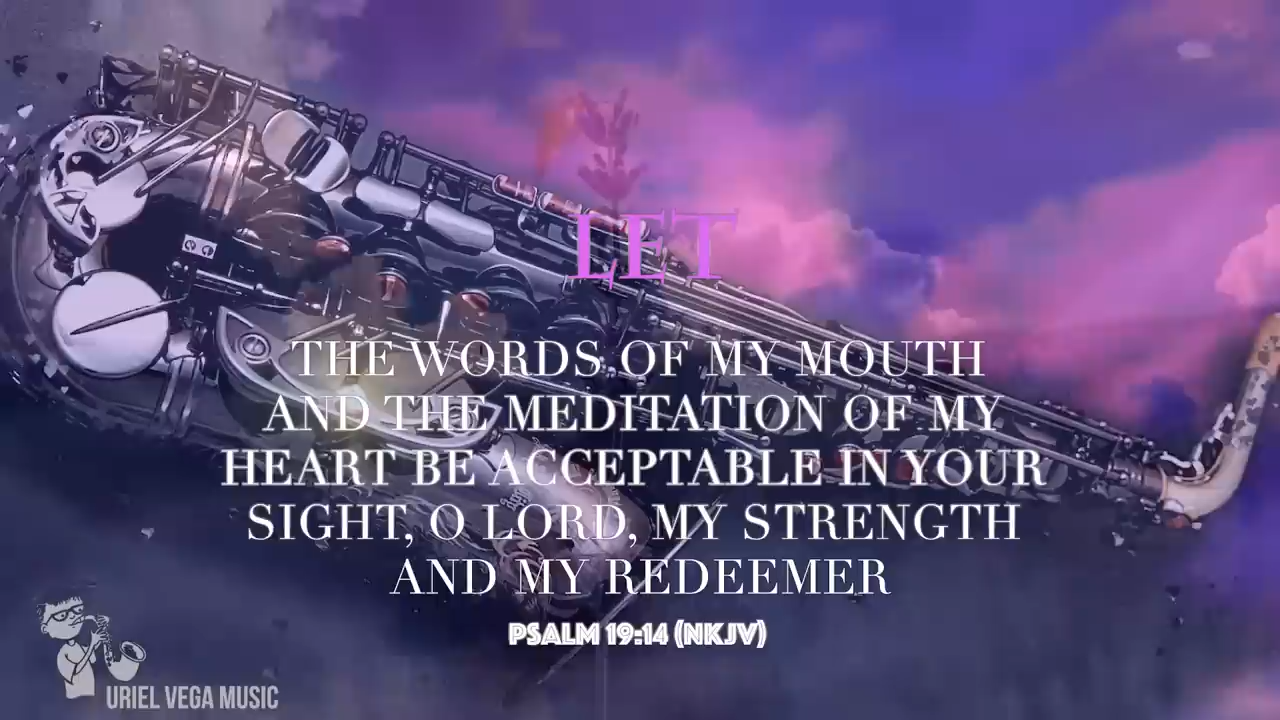 LET
THE WORDS OF MY MOUTH
AND THE MEDITATION OF MY
HEART BE ACCEPTABLE IN YOUR
SIGHT, O LORD, MY STRENGTH
AND MY REDEEMER
PSALM 19:14 (NKJV)
URIEL VEGA MUSIC